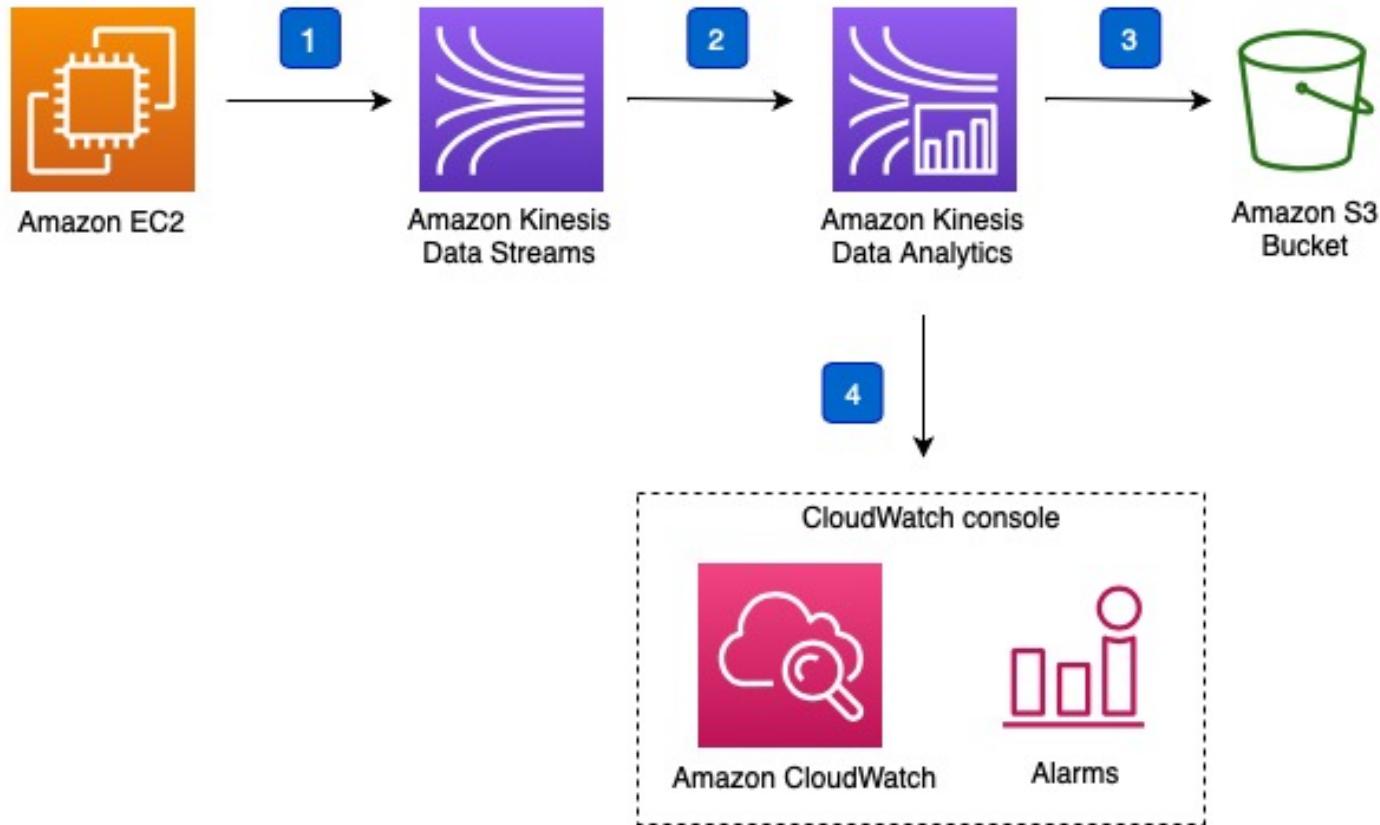 1
2
3
Amazon EC2
Amazon Kinesis
Data Streams
Amazon Kinesis
Data Analytics
Amazon S3
Bucket
4
CloudWatch console
Amazon CloudWatch
Alarms